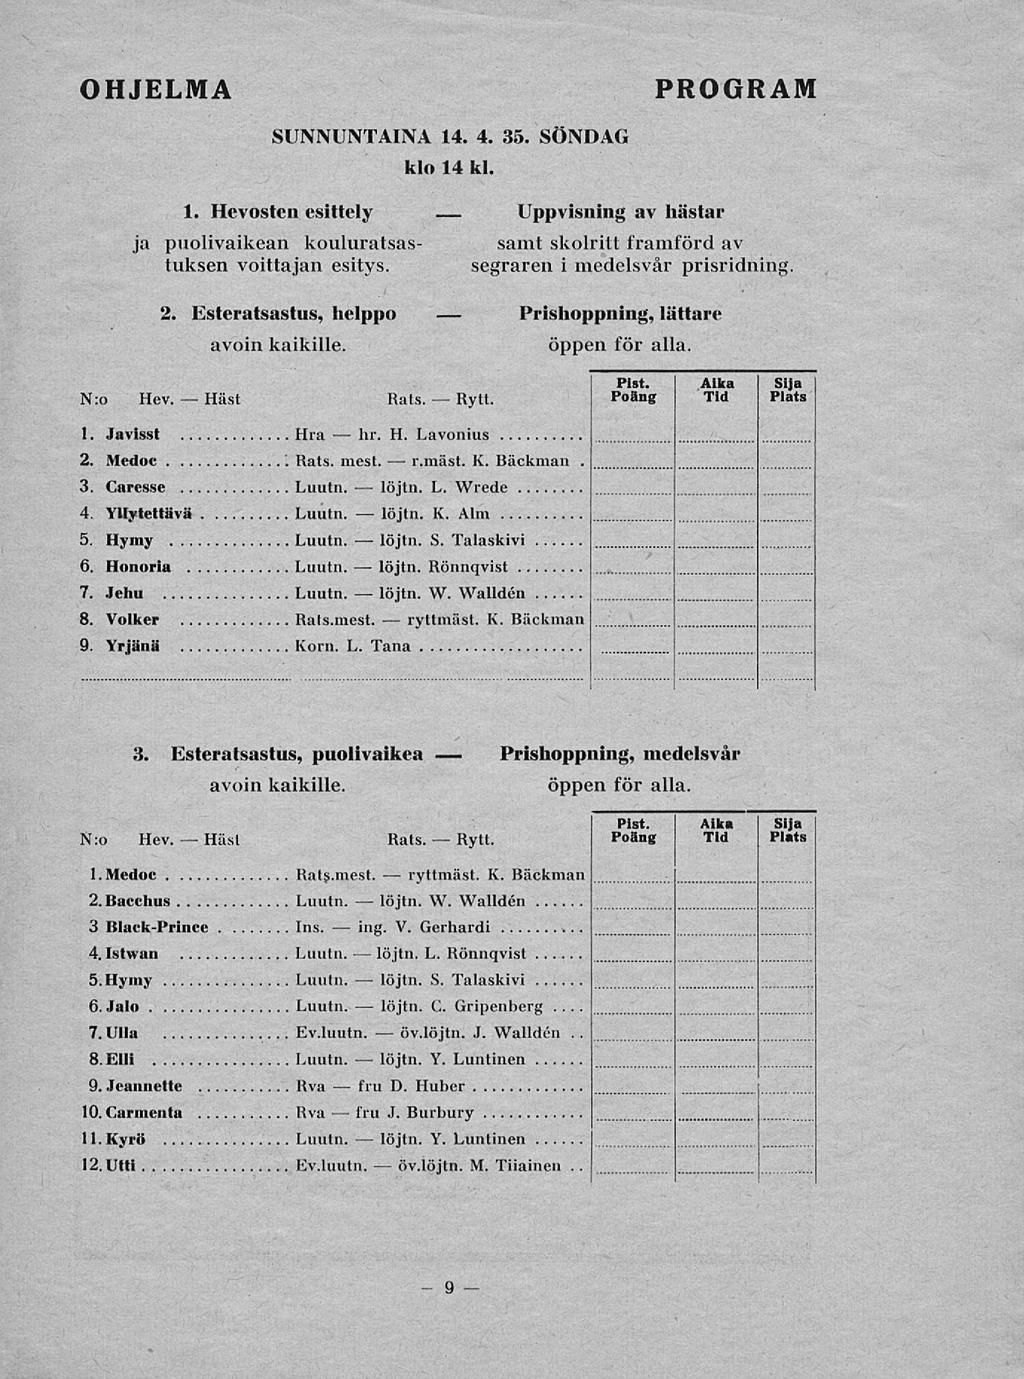 OHJELMA PROGRAM
SUNNUNTAINA 14. 4. 35. SÖNDAG
klo 14 kl.
1. Hevosten esittely — Uppvisning av hästar
ja puolivaikean kouluratsas- samt skolritt framförd av
tuksen voittajan esitys. segraren i medelsvår prisridning.
2. Esteratsastus, helppo — Prishoppning, lättare
avoin kaikille. öppen för alla.
Pist. Aika Sija
N:o Hev. — Häst Rats. — Rytt. Poäng Tid Plats
1. Javisst ............. Hra — hr. H. Lavonius ..........
2. Medoc .............. Rats. mest. — r.mäst. K. Bäckman .
3. Caresse ............. Luutn. — löjtn. L. Wrede ........
4. Yllytettävä .......... Luutn. — löjtn. K. Alm ..........
5. Hymy .............. Luutn. — löjtn. S. Talaskivi ......
6. Honoria ............ Luutn. — löjtn. Rönnqvist ........
7. Jehu ............... Luutn. — löjtn. W. Walldén ......
8. Volker ............. Rats.mest. — ryttmäst. K. Bäckman
9. Yrjänä ............. Korn. L. Tana ...................
3. Esteratsastus, puolivaikea — Prishoppning, medelsvår
avoin kaikille. öppen för alla.
Pist. Aika Sija
N:o Hev. — Häst Rats. — Rytt. Poäng Tid Plats
1. Medoc .............. Rats.mest. — ryttmäst. K. Bäckman
2. Bacchus ............. Luutn. — löjtn. W. Walldén ......
3 Black-Prince ........ Ins. — ing. V. Gerhardi ..........
4. Istwan ............. Luutn. — löjtn. L. Rönnqvist ......
5. Hymy ............... Luutn. — löjtn. S. Talaskivi ......
6. Jalo ................ Luutn. — löjtn. C. Gripenberg ....
7. Ulla ............... Ev.luutn. — öv.löjtn. J. Walldén ..
8. Elli ................ Luutn. — löjtn. Y. Luntinen ......
9. Jeannette ........... Rva — fru D. Huber .............
10. Carmenta ........... Rva — fru J. Burbury ............
11. Kyrö ............... Luutn. — löjtn. Y. Luntinen ......
12. Utti ................. Ev.luutn. — öv.löjtn. M. Tiiainen ..
— 9 —